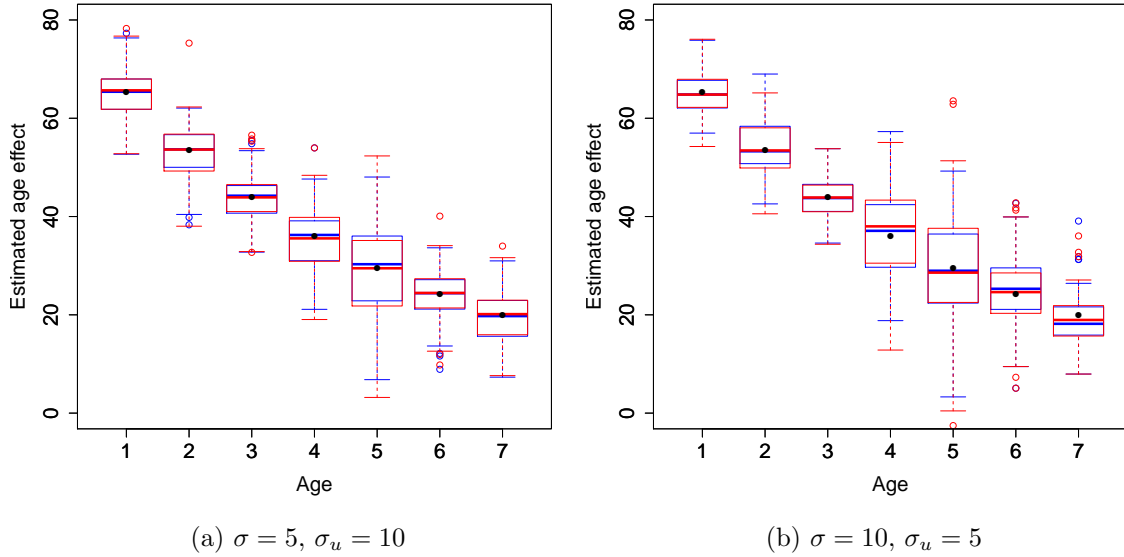 80
60
40
20
0
Estimated age effect
1 2 3 4 5 6 7
Age
(a) σ = 5, σ_u = 10
80
60
40
20
0
Estimated age effect
1 2 3 4 5 6 7
Age
(b) σ = 10, σ_u = 5